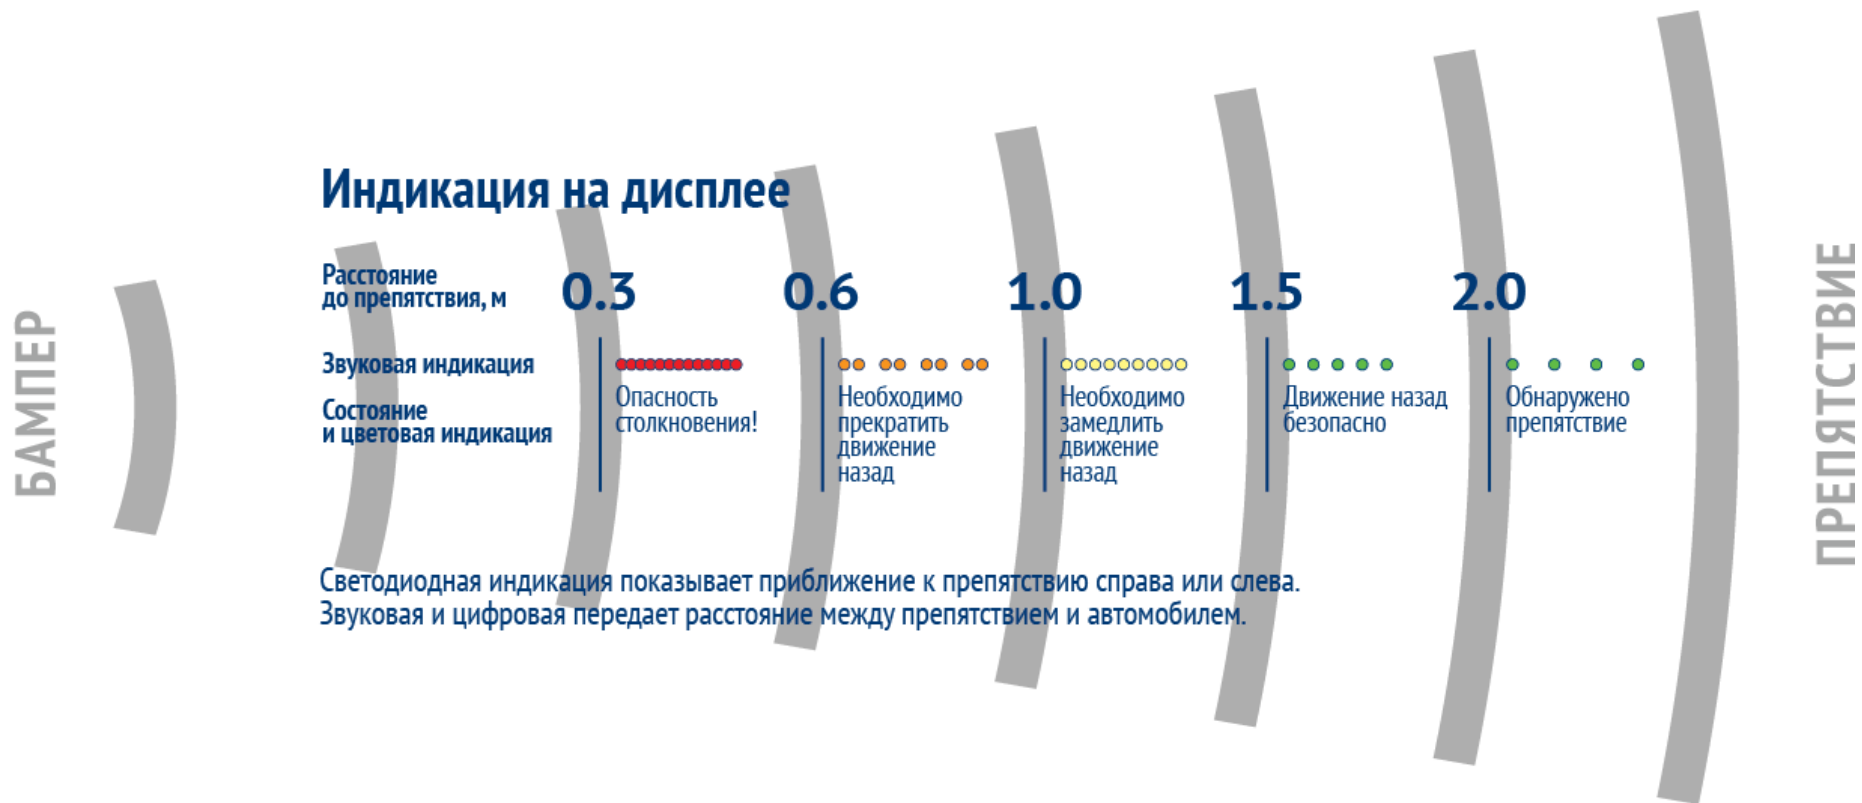 Индикация на дисплее
Расстояние
до препятствия, м
0.3
0.6
1.0
1.5
2.0
Звуковая индикация
Состояние
и цветовая индикация
Опасность
столкновения!
Необходимо
прекратить
движение
назад
Необходимо
замедлить
движение
назад
Движение назад
безопасно
Обнаружено
препятствие
БАМПЕР
ПРЕПЯТСТВИЕ
Светодиодная индикация показывает приближение к препятствию справа или слева.
Звуковая и цифровая передает расстояние между препятствием и автомобилем.